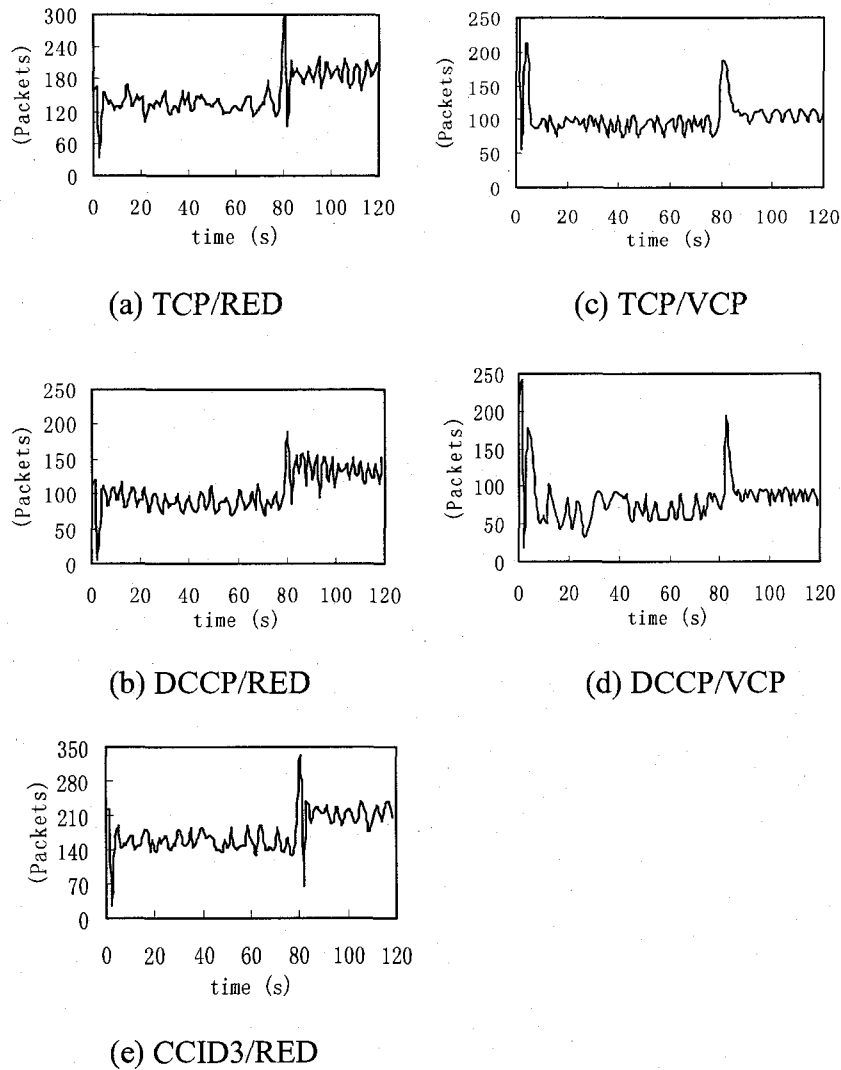 300
240
180
120
60
0
(Packets)
0 20 40 60 80 100 120
time (s)
(a) TCP/RED
250
200
150
100
50
0
(Packets)
0 20 40 60 80 100 120
time (s)
(c) TCP/VCP
250
200
150
100
50
0
(Packets)
0 20 40 60 80 100 120
time (s)
(b) DCCP/RED
250
200
150
100
50
0
(Packets)
0 20 40 60 80 100 120
time (s)
(d) DCCP/VCP
350
280
210
140
70
0
(Packets)
0 20 40 60 80 100 120
time (s)
(e) CCID3/RED